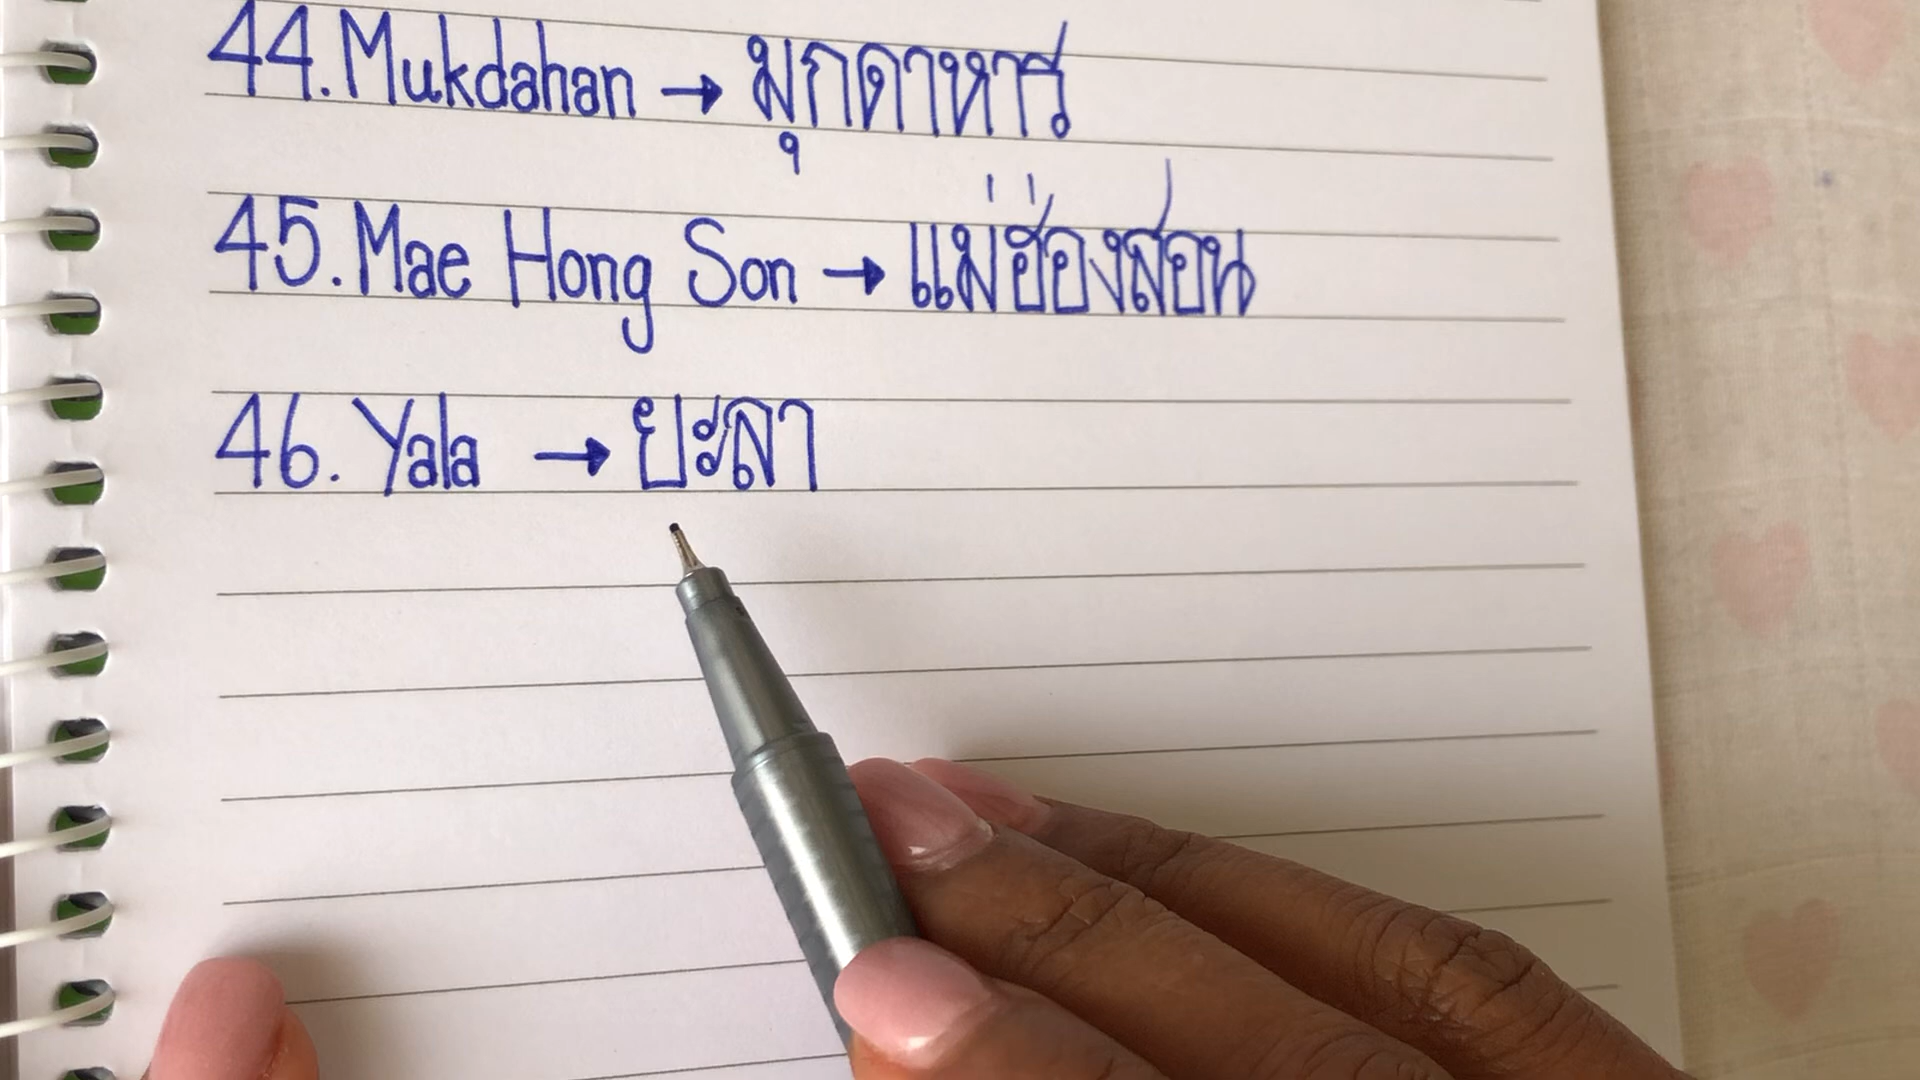 44. Mukdahan → มุกดาหาร
45. Mae Hong Son → แม่ฮ่องสอน
46. Yala → ยะลา